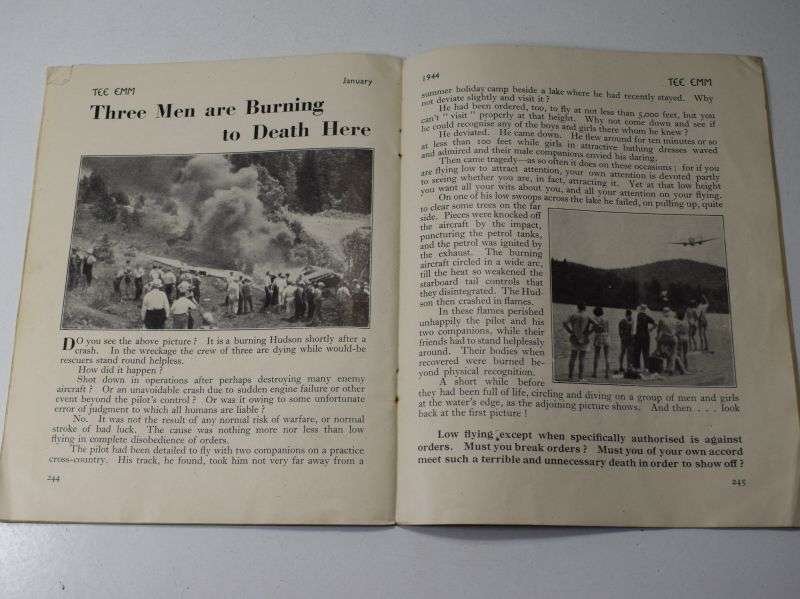 TEE EMM
January
Three Men are Burning
to Death Here
DO you see the above picture? It is a burning Hudson shortly after a
crash. In the wreckage the crew of three are dying while would-be
rescuers stand round helpless.
How did it happen?
Shot down in operations after perhaps destroying many enemy
aircraft? Or an unavoidable crash due to sudden engine failure or other
event beyond the pilot's control? Or was it owing to some unfortunate
error of judgment to which all humans are liable?
No. It was not the result of any normal risk of warfare, or normal
stroke of bad luck. The cause was nothing more nor less than low
flying in complete disobedience of orders.
The pilot had been detailed to fly with two companions on a practice
cross-country. His track, he found, took him not very far away from a
244
1944
TEE EMM
summer holiday camp beside a lake where he had recently stayed. Why
not deviate slightly and visit it?
He had been ordered, too, to fly at not less than 5,000 feet, but you
can't "visit" properly at that height. Why not come down and see if
he could recognise any of the boys and girls there whom he knew?
He deviated. He came down. He flew around for ten minutes or so
at less than 100 feet while girls in attractive bathing dresses waved
and admired and their male companions envied his daring.
Then came tragedy—as so often it does on these occasions; for if you
are flying low to attract attention, your own attention is devoted partly
to seeing whether you are, in fact, attracting it. Yet at that low height
you want all your wits about you, and all your attention on your flying.
On one of his low swoops across the lake he failed, on pulling up, quite
to clear some trees on the far
side. Pieces were knocked off
the aircraft by the impact,
puncturing the petrol tanks,
and the petrol was ignited by
the exhaust. The burning
aircraft circled in a wide arc,
till the heat so weakened the
starboard tail controls that
they disintegrated. The Hud-
son then crashed in flames.
In these flames perished
unhappily the pilot and his
two companions, while their
friends had to stand helplessly
around. Their bodies when
recovered were burned be-
yond physical recognition.
A short while before
they had been full of life, circling and diving on a group of men and girls
at the water's edge, as the adjoining picture shows. And then . . . look
back at the first picture!
Low flying except when specifically authorised is against
orders. Must you break orders? Must you of your own accord
meet such a terrible and unnecessary death in order to show off?
245